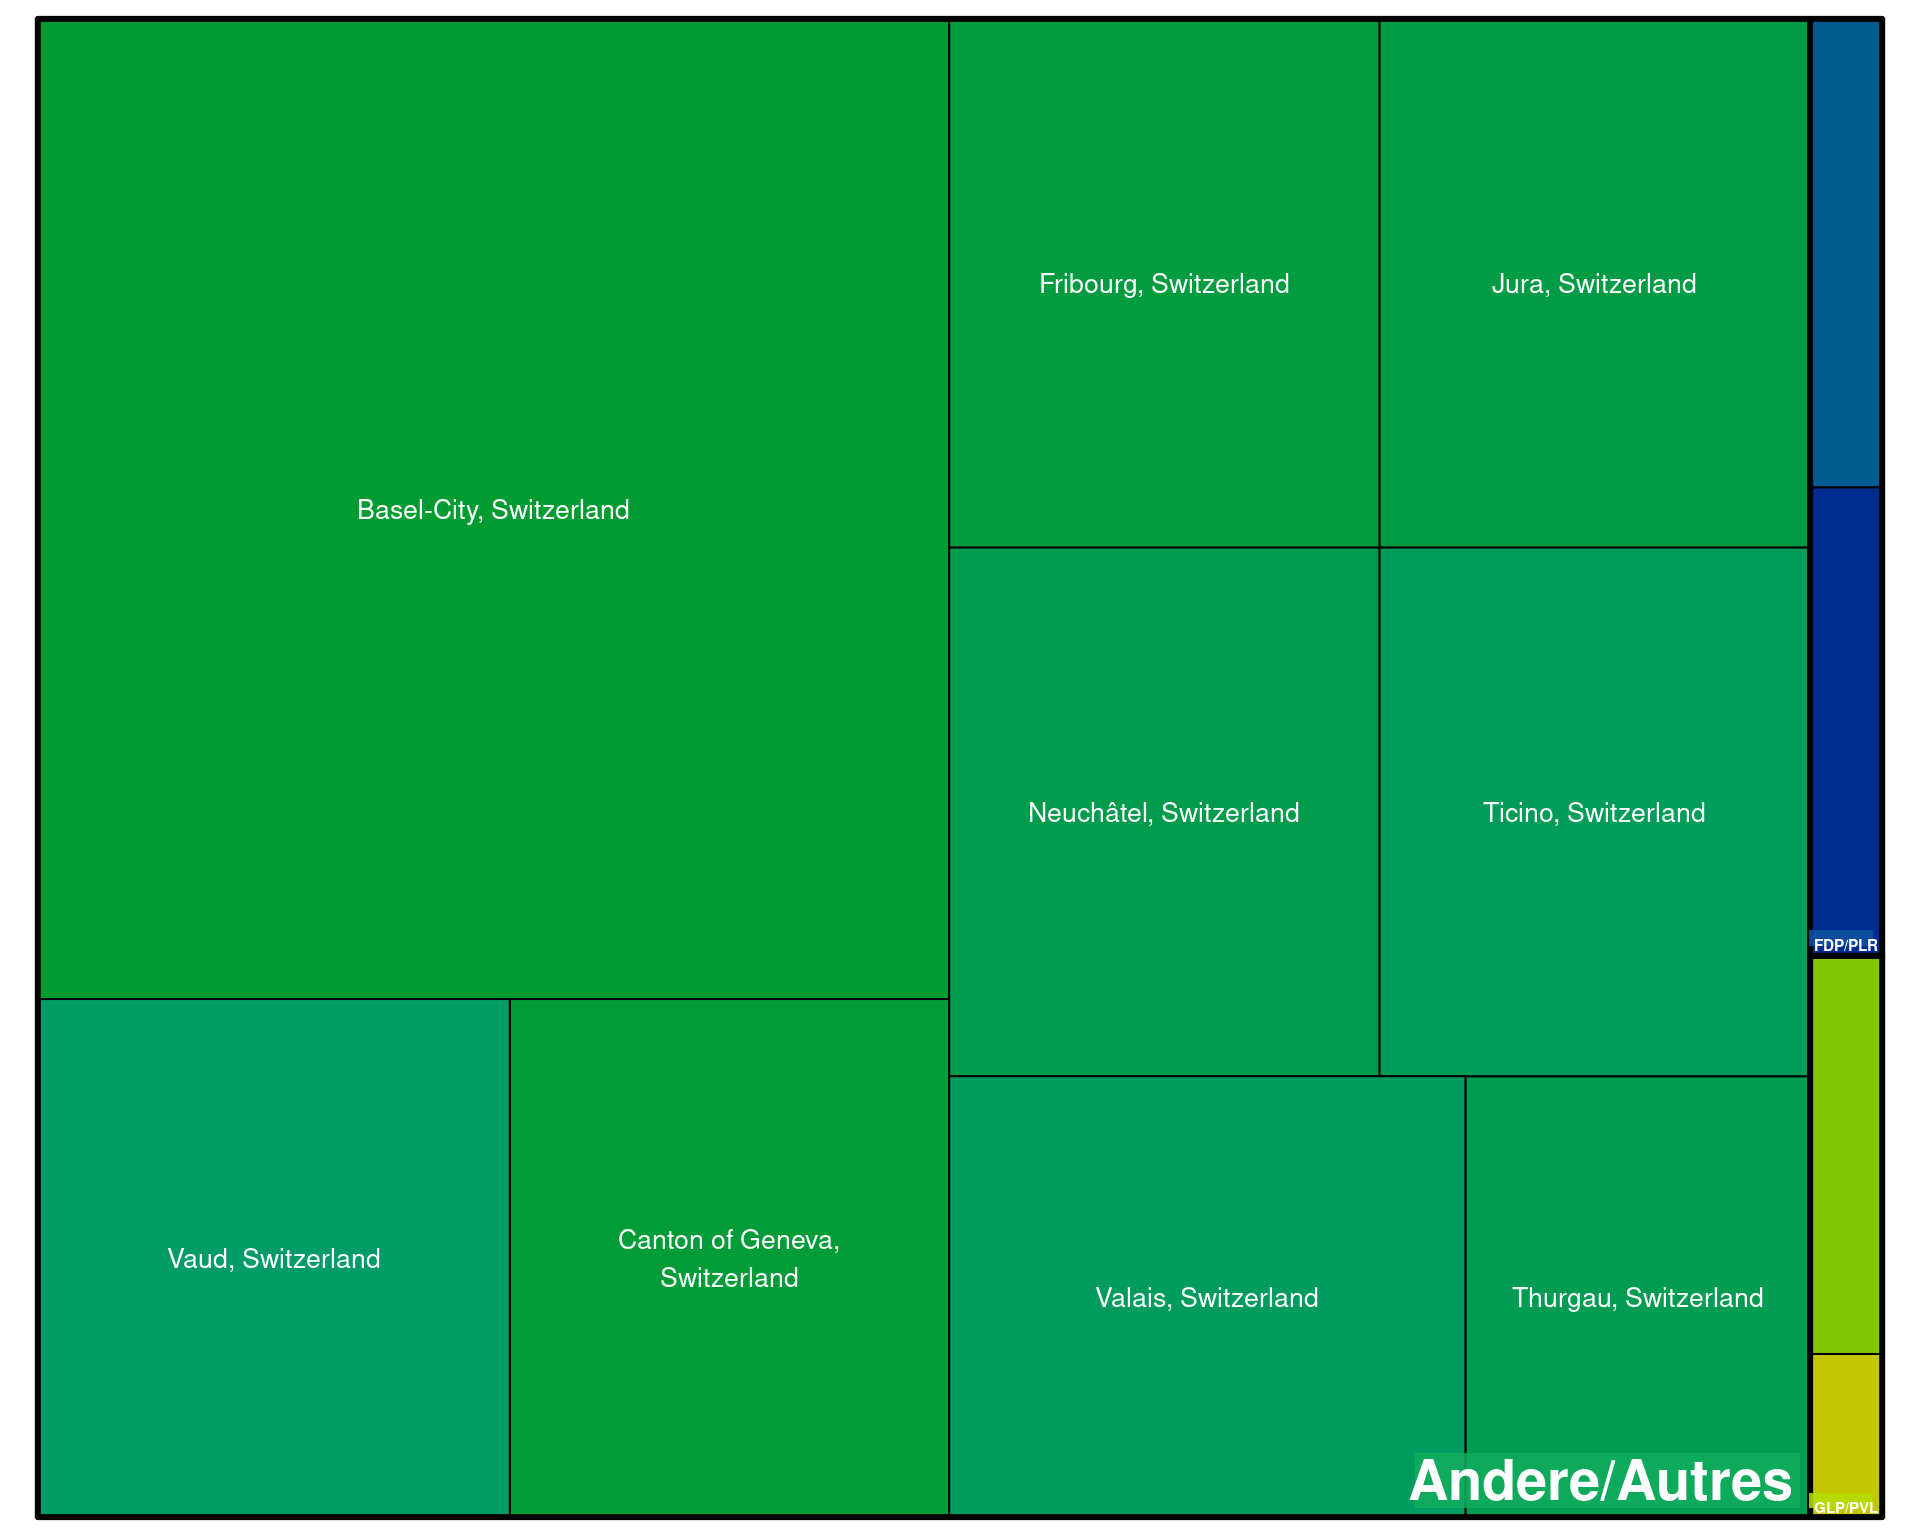 Basel-City, Switzerland
Fribourg, Switzerland
Jura, Switzerland
Neuchâtel, Switzerland
Ticino, Switzerland
FDP/PLR
Vaud, Switzerland
Canton of Geneva,
Switzerland
Valais, Switzerland
Thurgau, Switzerland
Andere/Autres
GLP/PVL